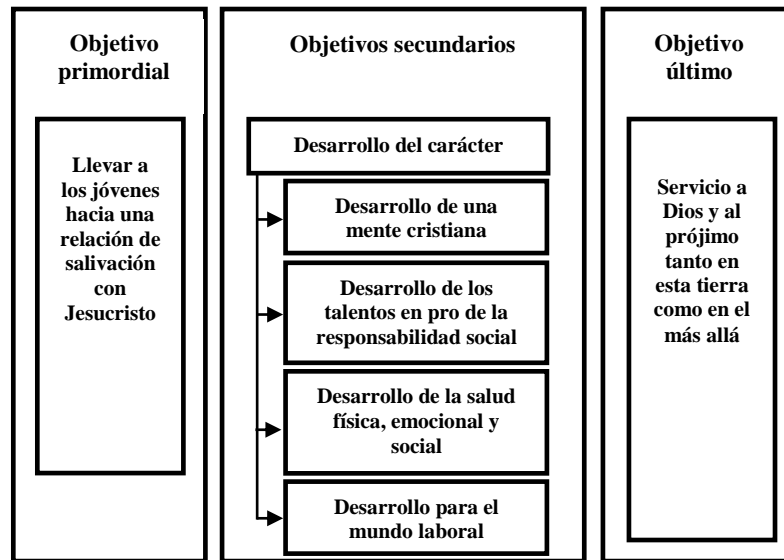 Objetivo
primordial
Llevar a
los jóvenes
hacia una
relación de
salivación
con
Jesucristo
Objetivos secundarios
Desarrollo del carácter
Desarrollo de una
mente cristiana
Desarrollo de los
talentos en pro de la
responsabilidad social
Desarrollo de la salud
física, emocional y
social
Desarrollo para el
mundo laboral
Objetivo
último
Servicio a
Dios y al
prójimo
tanto en
esta tierra
como en el
más allá